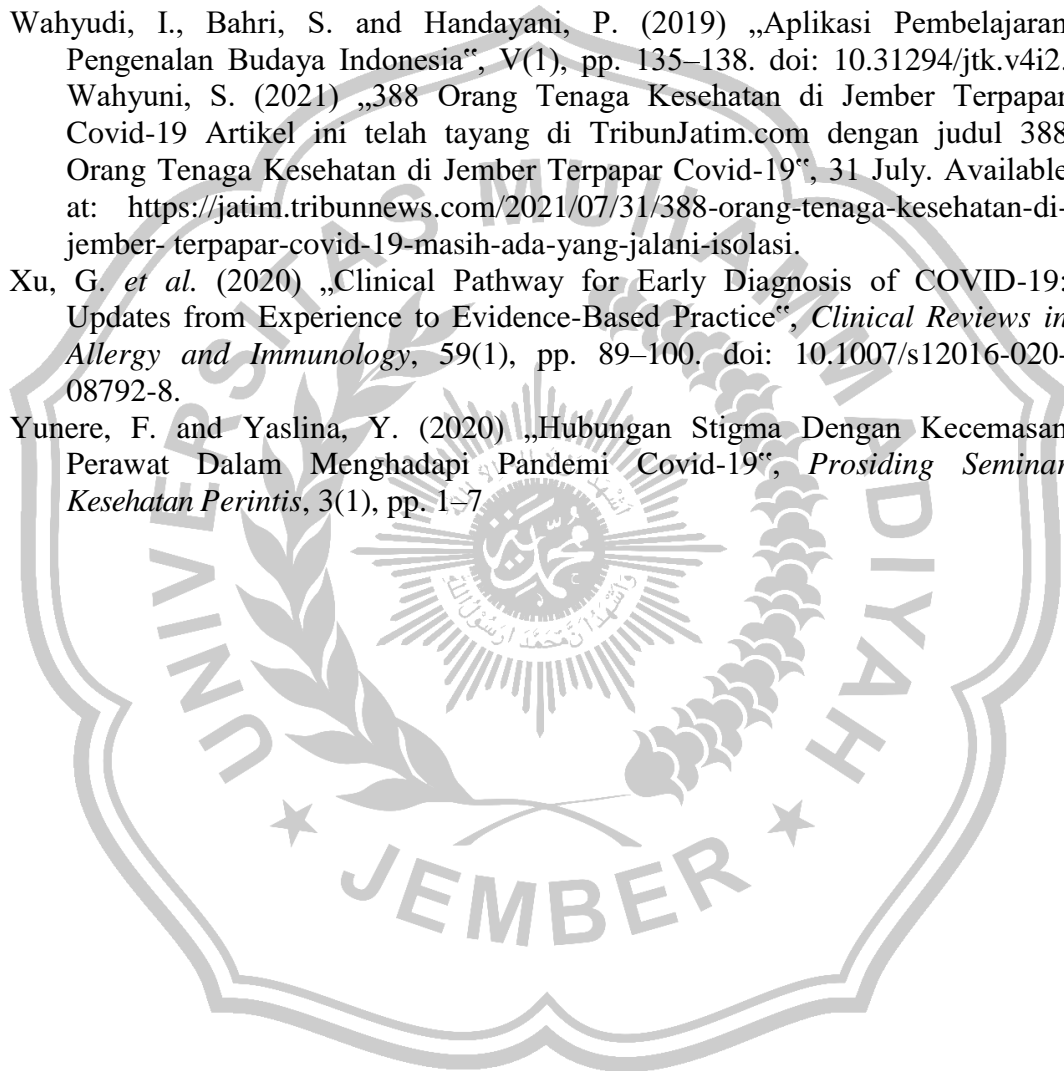 Wahyudi, I., Bahri, S. and Handayani, P. (2019) „Aplikasi Pembelajaran
Pengenalan Budaya Indonesia‟, V(1), pp. 135–138. doi: 10.31294/jtk.v4i2.
Wahyuni, S. (2021) „388 Orang Tenaga Kesehatan di Jember Terpapar
Covid-19 Artikel ini telah tayang di TribunJatim.com dengan judul 388
Orang Tenaga Kesehatan di Jember Terpapar Covid-19‟, 31 July. Available
at: https://jatim.tribunnews.com/2021/07/31/388-orang-tenaga-kesehatan-di-
jember- terpapar-covid-19-masih-ada-yang-jalani-isolasi.
Xu, G. et al. (2020) „Clinical Pathway for Early Diagnosis of COVID-19:
Updates from Experience to Evidence-Based Practice‟, Clinical Reviews in
Allergy and Immunology, 59(1), pp. 89–100. doi: 10.1007/s12016-020-
08792-8.
Yunere, F. and Yaslina, Y. (2020) „Hubungan Stigma Dengan Kecemasan
Perawat Dalam Menghadapi Pandemi Covid-19‟, Prosiding Seminar
Kesehatan Perintis, 3(1), pp. 1–7
UNIVERSITAS MUHAMMADIYAH
JEMBER